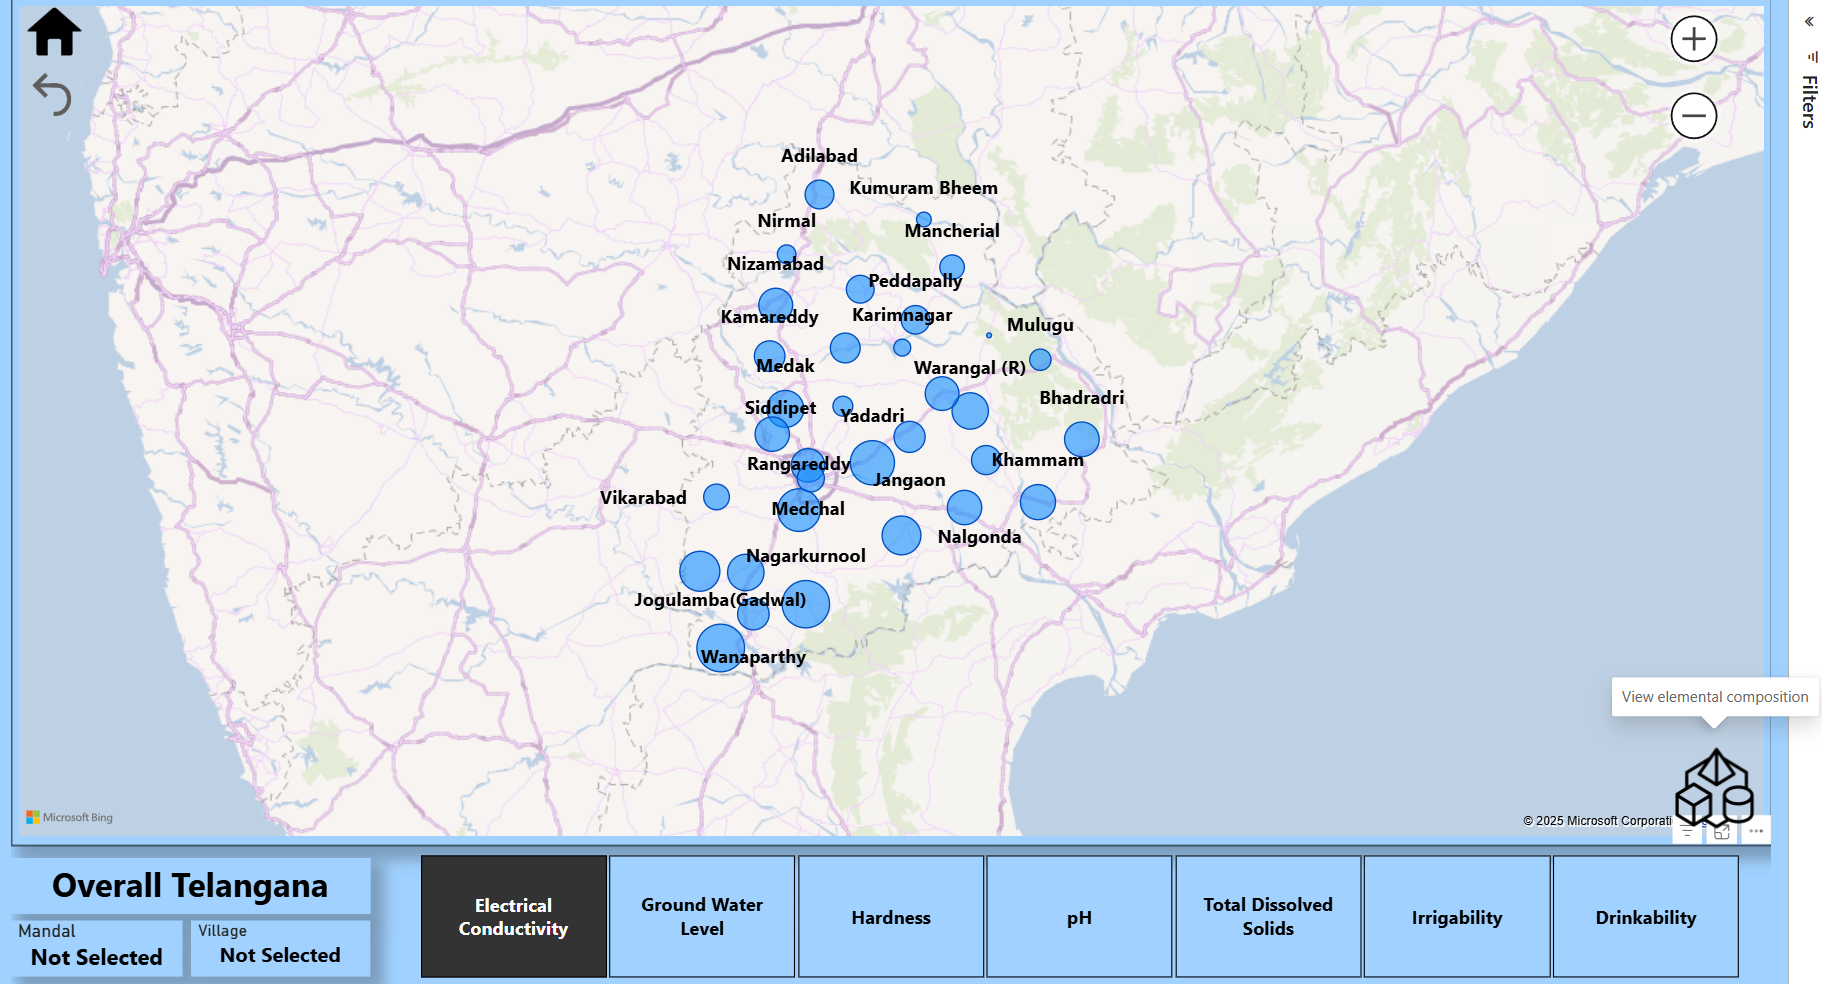 Filters
Adilabad
Kumuram Bheem
Nirmal
Mancherial
Nizamabad
Peddapally
Karimnagar
Kamareddy
Mulugu
Medak
Warangal (R)
Bhadradri
Siddipet
Yadadri
Rangareddy
Khammam
Jangaon
Vikarabad
Medchal
Nalgonda
Nagarkurnool
Jogulamba(Gadwal)
Wanaparthy
View elemental composition
Microsoft Bing
© 2025 Microsoft Corporati
Overall Telangana
Mandal
Not Selected
Village
Not Selected
Electrical
Conductivity
Ground Water
Level
Hardness
pH
Total Dissolved
Solids
Irrigability
Drinkability